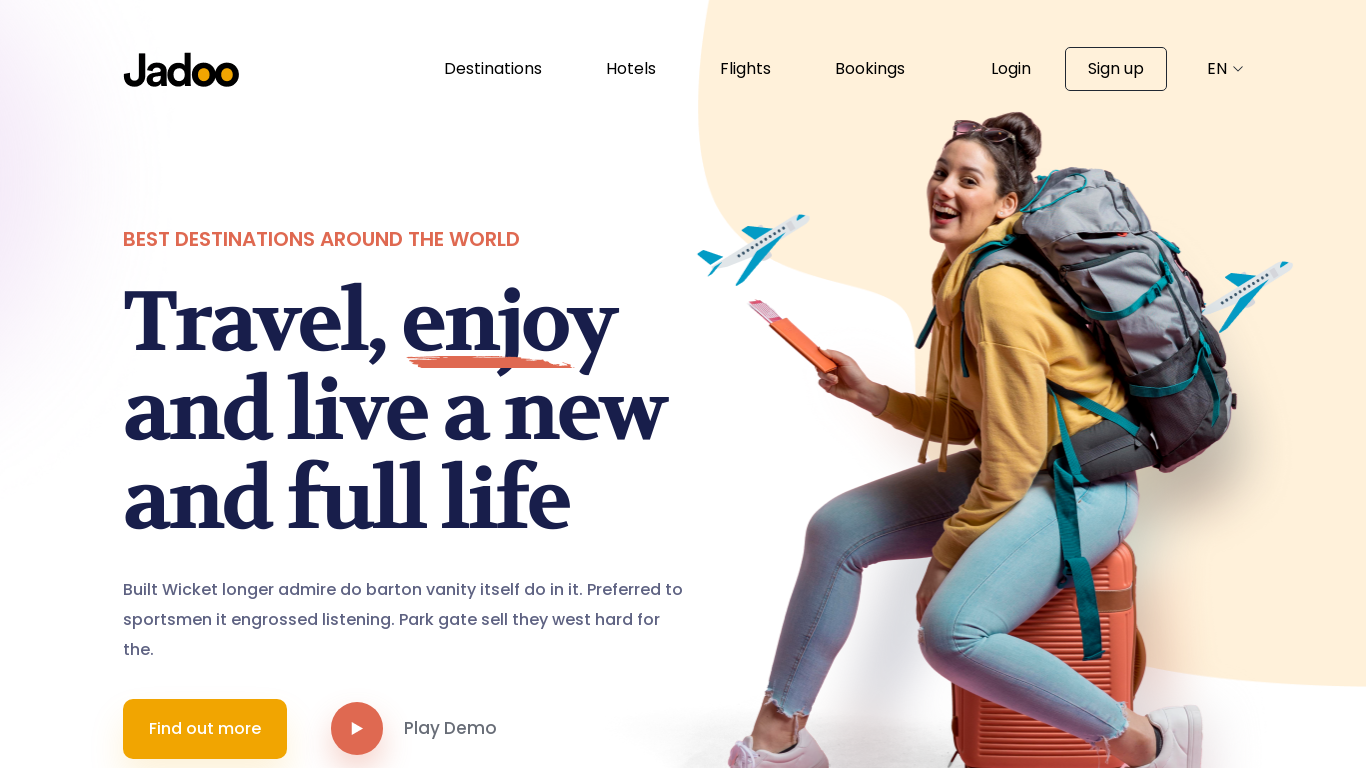 Jadoo
Destinations
Hotels
Flights
Bookings
Login
Sign up
EN
BEST DESTINATIONS AROUND THE WORLD
Travel, enjoy
and live a new
and full life
Built Wicket longer admire do barton vanity itself do in it. Preferred to
sportsmen it engrossed listening. Park gate sell they west hard for
the.
Find out more
Play Demo